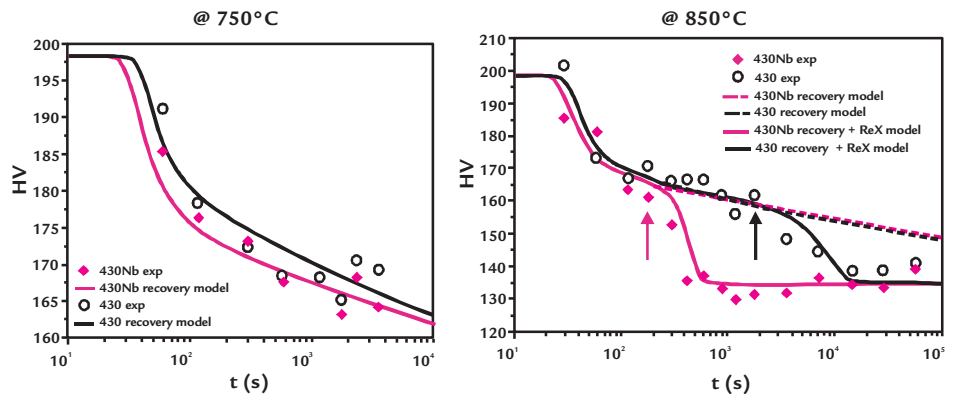 @ 750°C
200
195
190
185
180
175
170
165
160
HV
430Nb exp
430Nb recovery model
430 exp
430 recovery model
10¹
10²
10³
10⁴
t (s)
@ 850°C
210
200
190
180
170
160
150
140
130
120
HV
430Nb exp
430 exp
430Nb recovery model
430 recovery model
430Nb recovery + ReX model
430 recovery + ReX model
10¹
10²
10³
10⁴
10⁵
t (s)